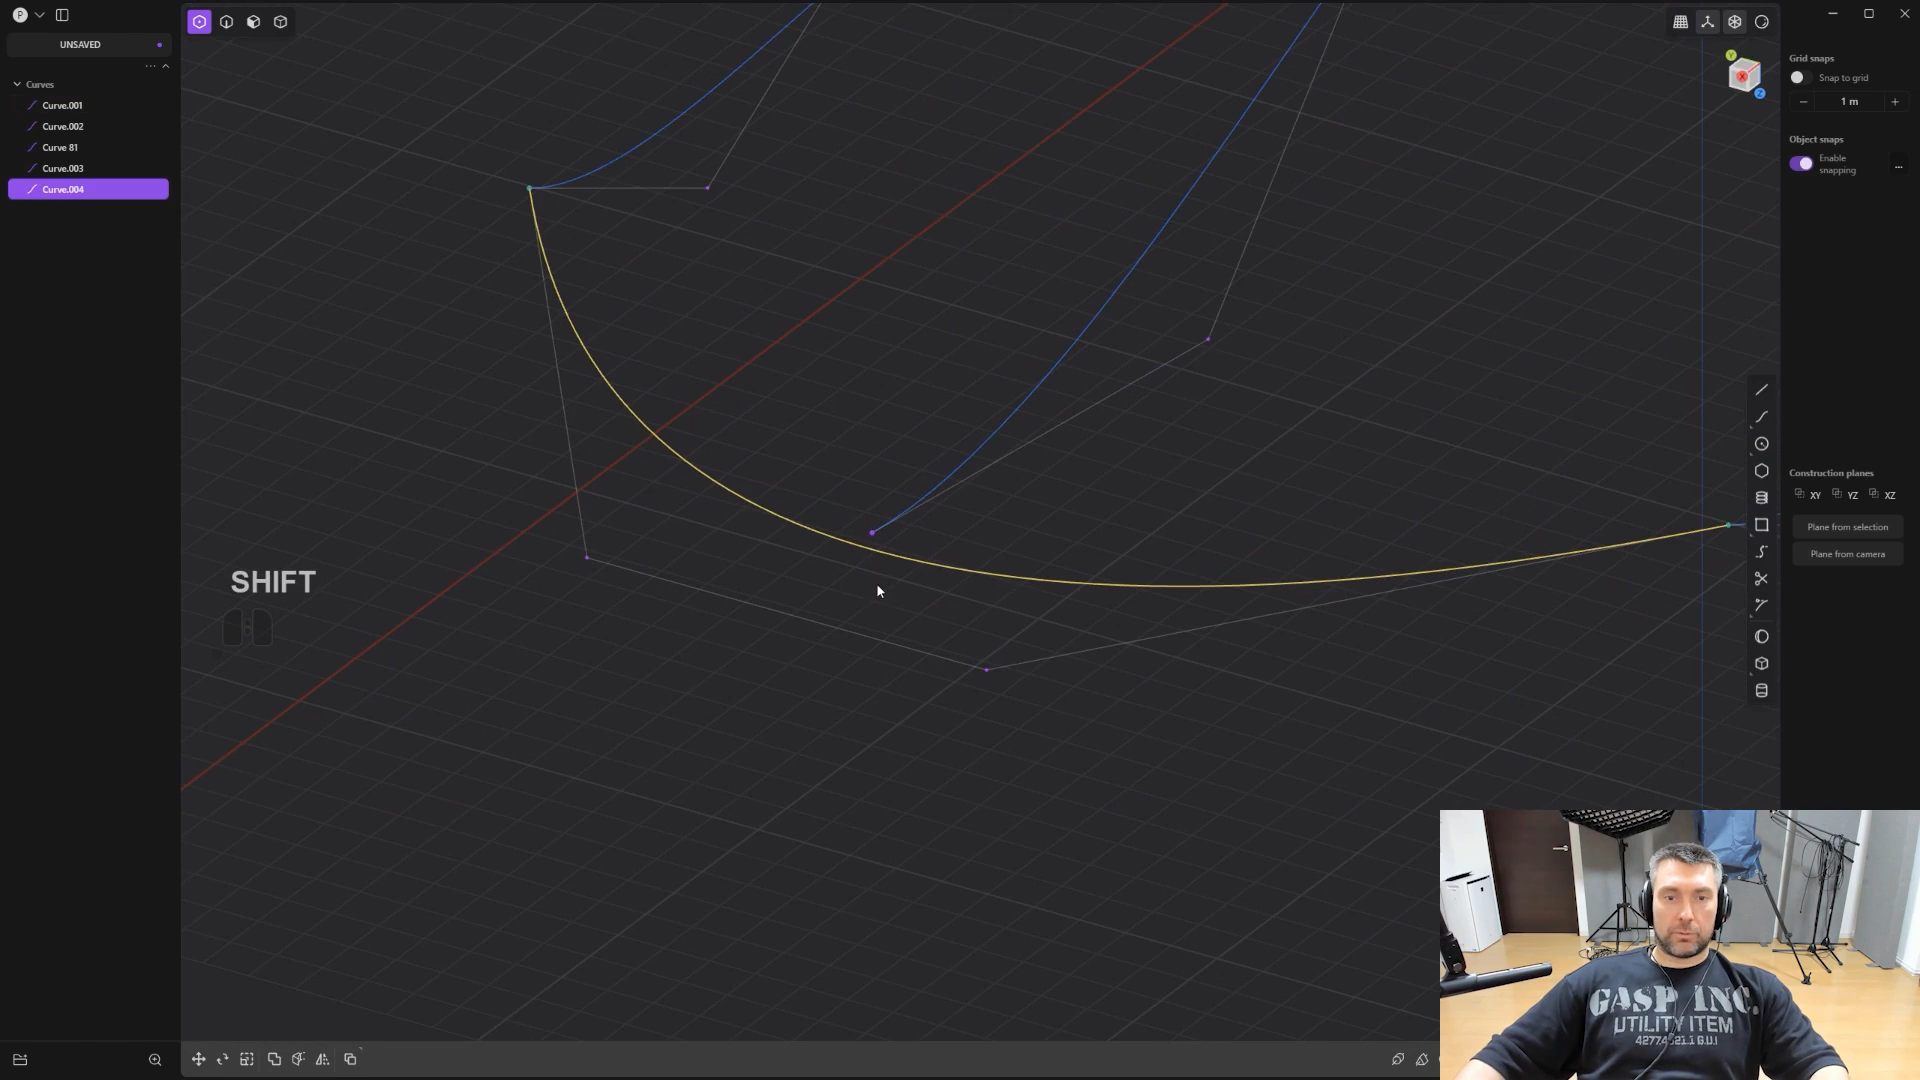 P
UNSAVED
Curves
Curve.001
Curve.002
Curve 81
Curve.003
Curve.004
SHIFT
Y
X
Z
Grid snaps
Snap to grid
1 m
Object snaps
Enable
snapping
Construction planes
XY YZ XZ
Plane from selection
Plane from camera
GASP INC.
UTILITY ITEM